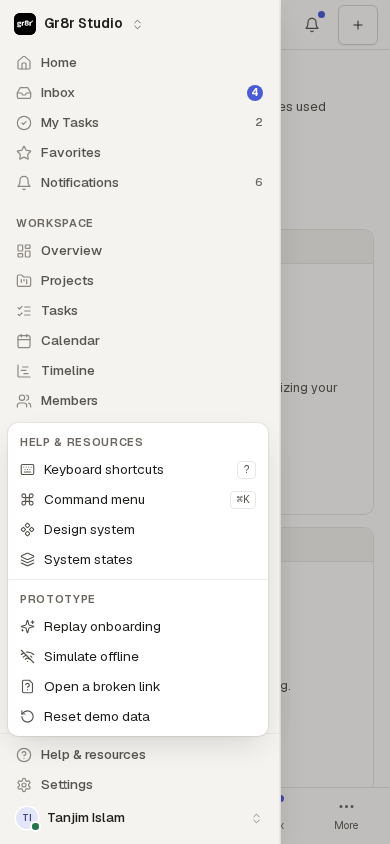 gr8r
Gr8r Studio
Home
Inbox 4
My Tasks 2
Favorites
Notifications 6
WORKSPACE
Overview
Projects
Tasks
Calendar
Timeline
Members
HELP & RESOURCES
Keyboard shortcuts ?
Command menu ⌘K
Design system
System states
PROTOTYPE
Replay onboarding
Simulate offline
Open a broken link
Reset demo data
Help & resources
Settings
TI Tanjim Islam
es used
izing your
g.
x
More